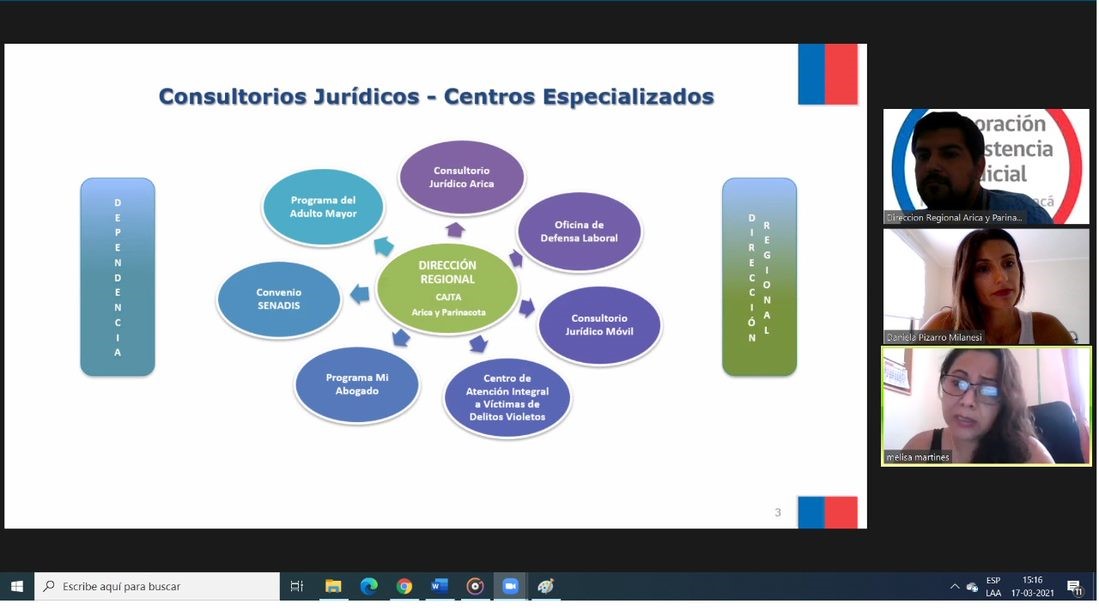 Consultorios Jurídicos - Centros Especializados
DEPENDENCIA
Consultorio
Jurídico Arica
Programa del
Adulto Mayor
Oficina de
Defensa Laboral
DIRECCIÓN
REGIONAL
CAJTA
Arica y Parinacota
Convenio
SENADIS
Consultorio
Jurídico Móvil
Programa Mi
Abogado
Centro de
Atención Integral
a Víctimas de
Delitos Violetos
DIRECCIÓN
REGIONAL
3
oración
stencia
icial
Direccion Regional Arica y Parina...
Daniela Pizarro Milanesi
melisa martines
Escribe aquí para buscar
ESP
LAA
15:16
17-03-2021
11